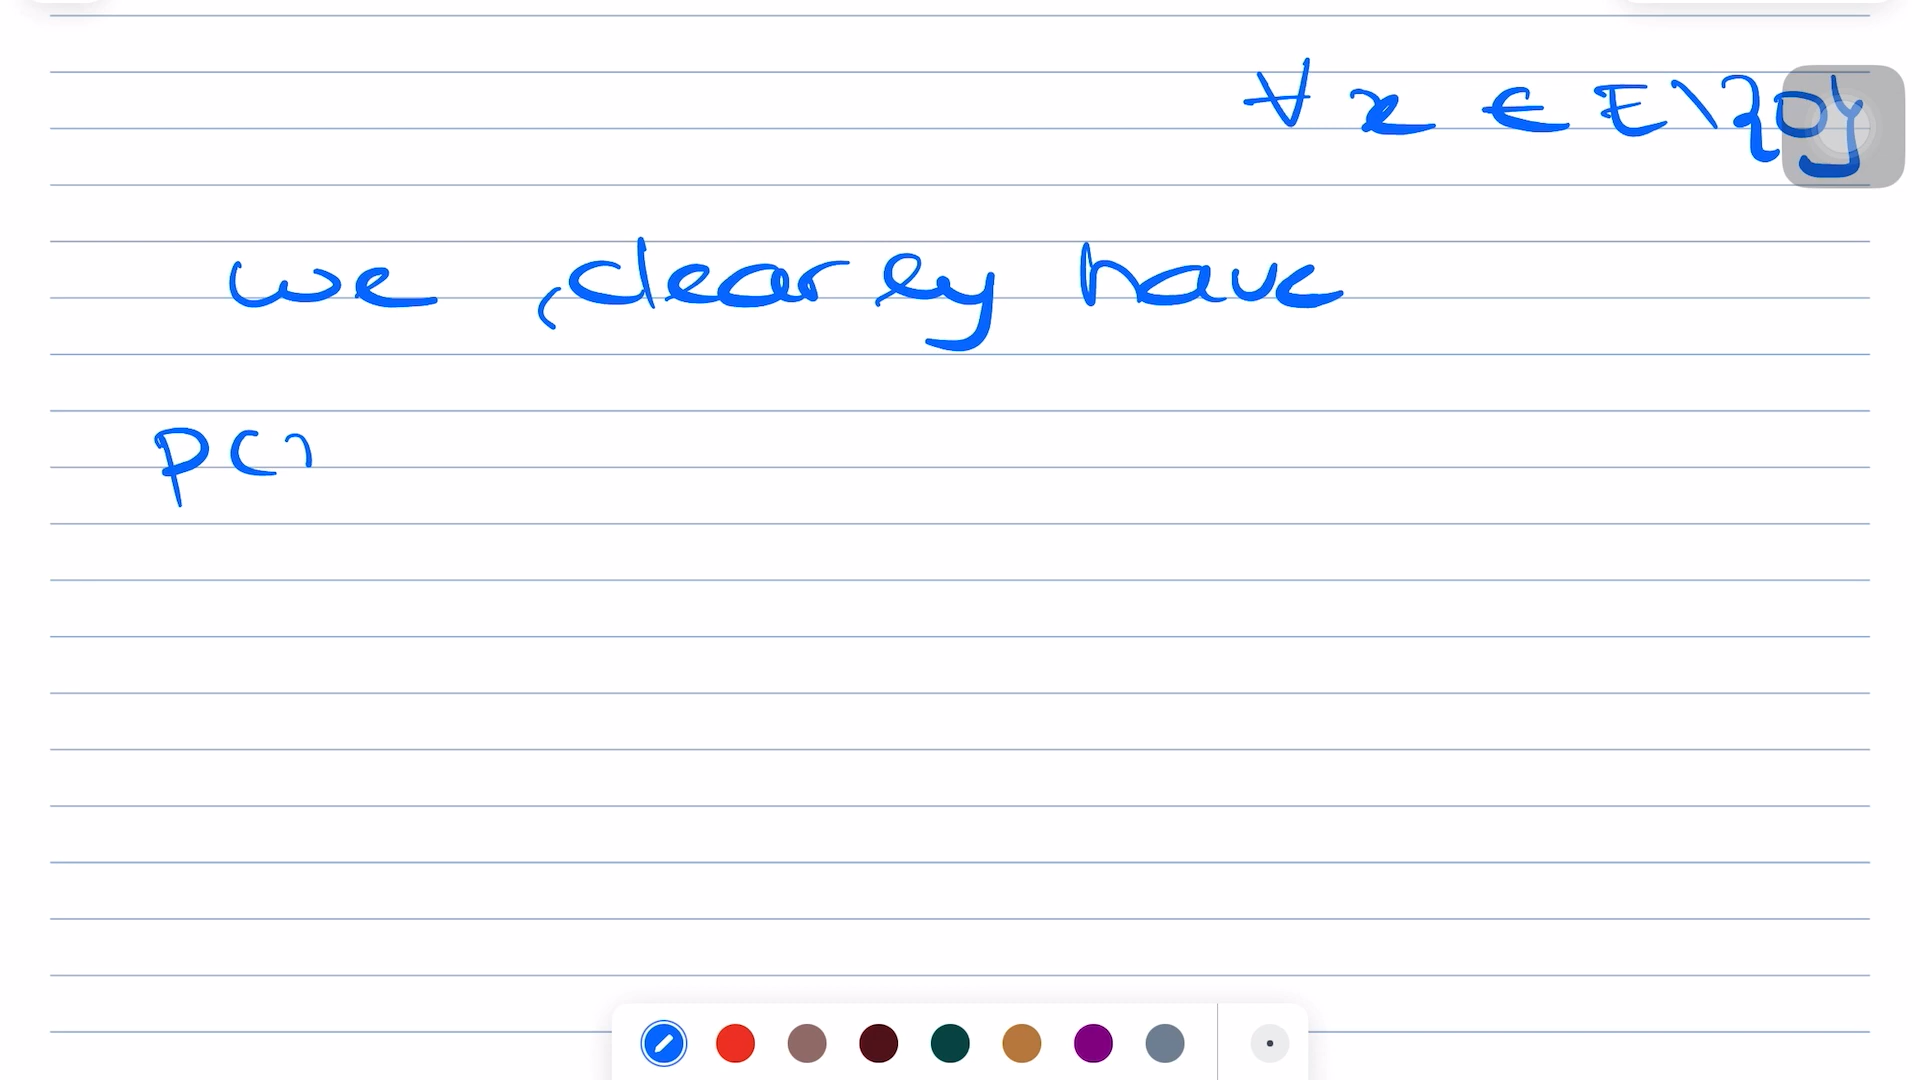 ∀ x ∈ E \ {0}
we clearly have
p(